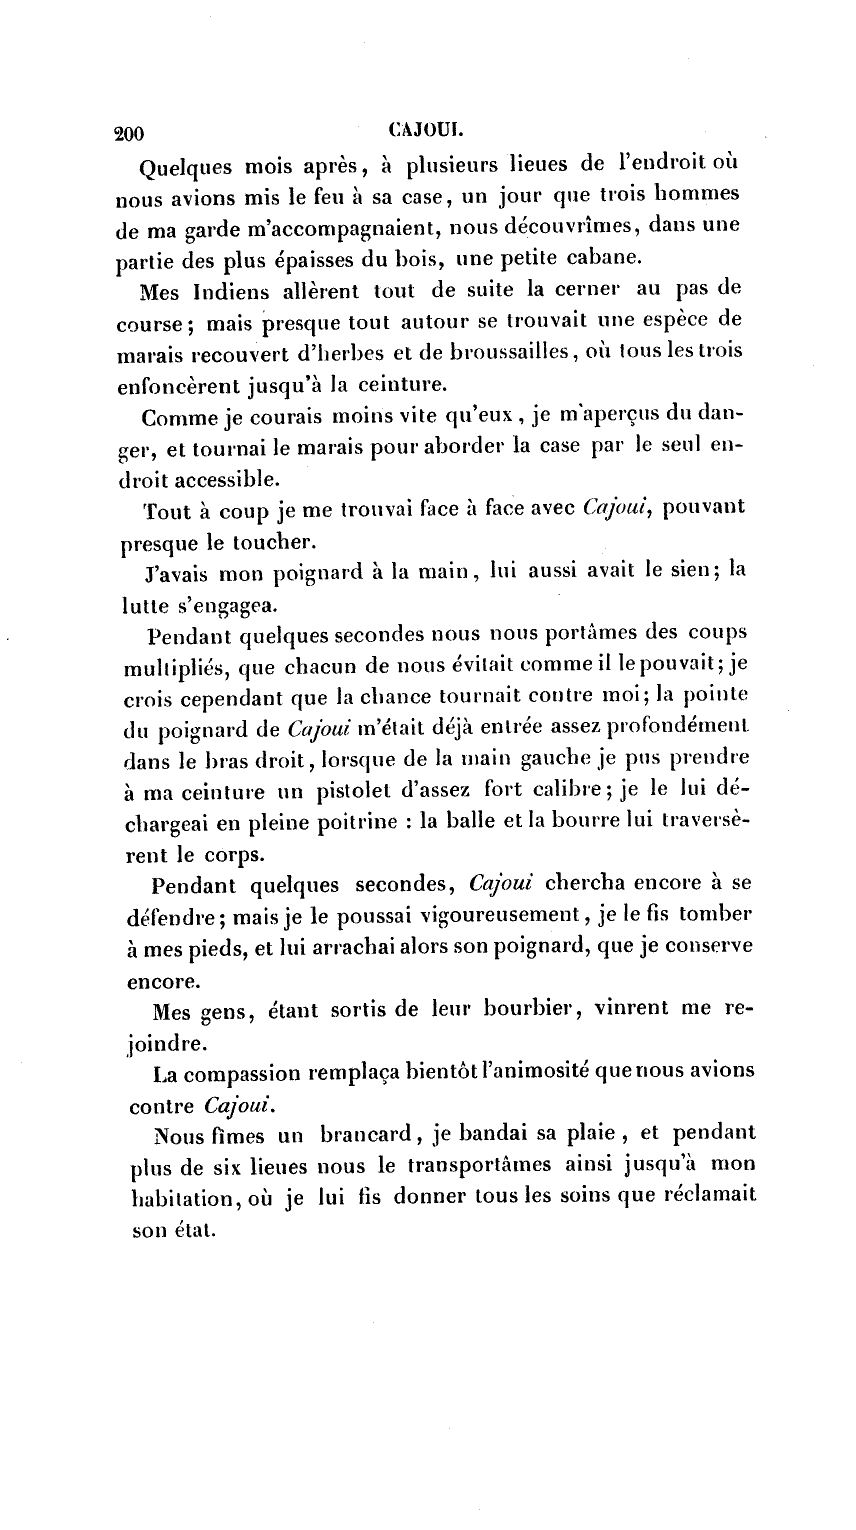 200 CAJOUI.
Quelques mois après, à plusieurs lieues de l'endroit où
nous avions mis le feu à sa case, un jour que trois hommes
de ma garde m'accompagnaient, nous découvrîmes, dans une
partie des plus épaisses du bois, une petite cabane.
Mes Indiens allèrent tout de suite la cerner au pas de
course; mais presque tout autour se trouvait une espèce de
marais recouvert d'herbes et de broussailles, où tous les trois
enfoncèrent jusqu'à la ceinture.
Comme je courais moins vite qu'eux, je m'aperçus du dan-
ger, et tournai le marais pour aborder la case par le seul en-
droit accessible.
Tout à coup je me trouvai face à face avec Cajoui, pouvant
presque le toucher.
J'avais mon poignard à la main, lui aussi avait le sien; la
lutte s'engagea.
Pendant quelques secondes nous nous portâmes des coups
multipliés, que chacun de nous évitait comme il le pouvait; je
crois cependant que la chance tournait contre moi; la pointe
du poignard de Cajoui m'était déjà entrée assez profondément
dans le bras droit, lorsque de la main gauche je pus prendre
à ma ceinture un pistolet d'assez fort calibre; je le lui dé-
chargeai en pleine poitrine : la balle et la bourre lui traversè-
rent le corps.
Pendant quelques secondes, Cajoui chercha encore à se
défendre; mais je le poussai vigoureusement, je le fis tomber
à mes pieds, et lui arrachai alors son poignard, que je conserve
encore.
Mes gens, étant sortis de leur bourbier, vinrent me re-
joindre.
La compassion remplaça bientôt l'animosité que nous avions
contre Cajoui.
Nous fîmes un brancard, je bandai sa plaie, et pendant
plus de six lieues nous le transportâmes ainsi jusqu'à mon
habitation, où je lui fis donner tous les soins que réclamait
son état.